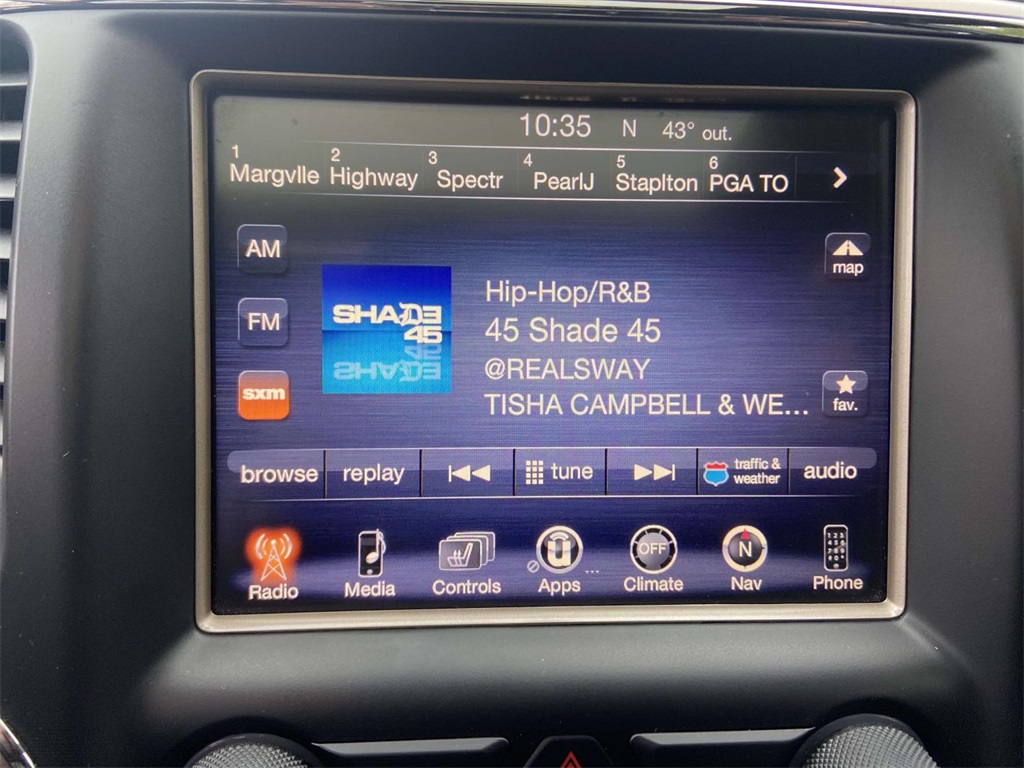 10:35 N 43° out.
1 2 3 4 5 6
Margvlle Highway Spectr PearlJ Staplton PGA TO
AM
map
FM
SHADE
45
Hip-Hop/R&B
45 Shade 45
@REALSWAY
TISHA CAMPBELL & WE...
sxm
fav.
browse replay tune traffic & weather audio
OFF N
Radio Media Controls Apps ... Climate Nav Phone